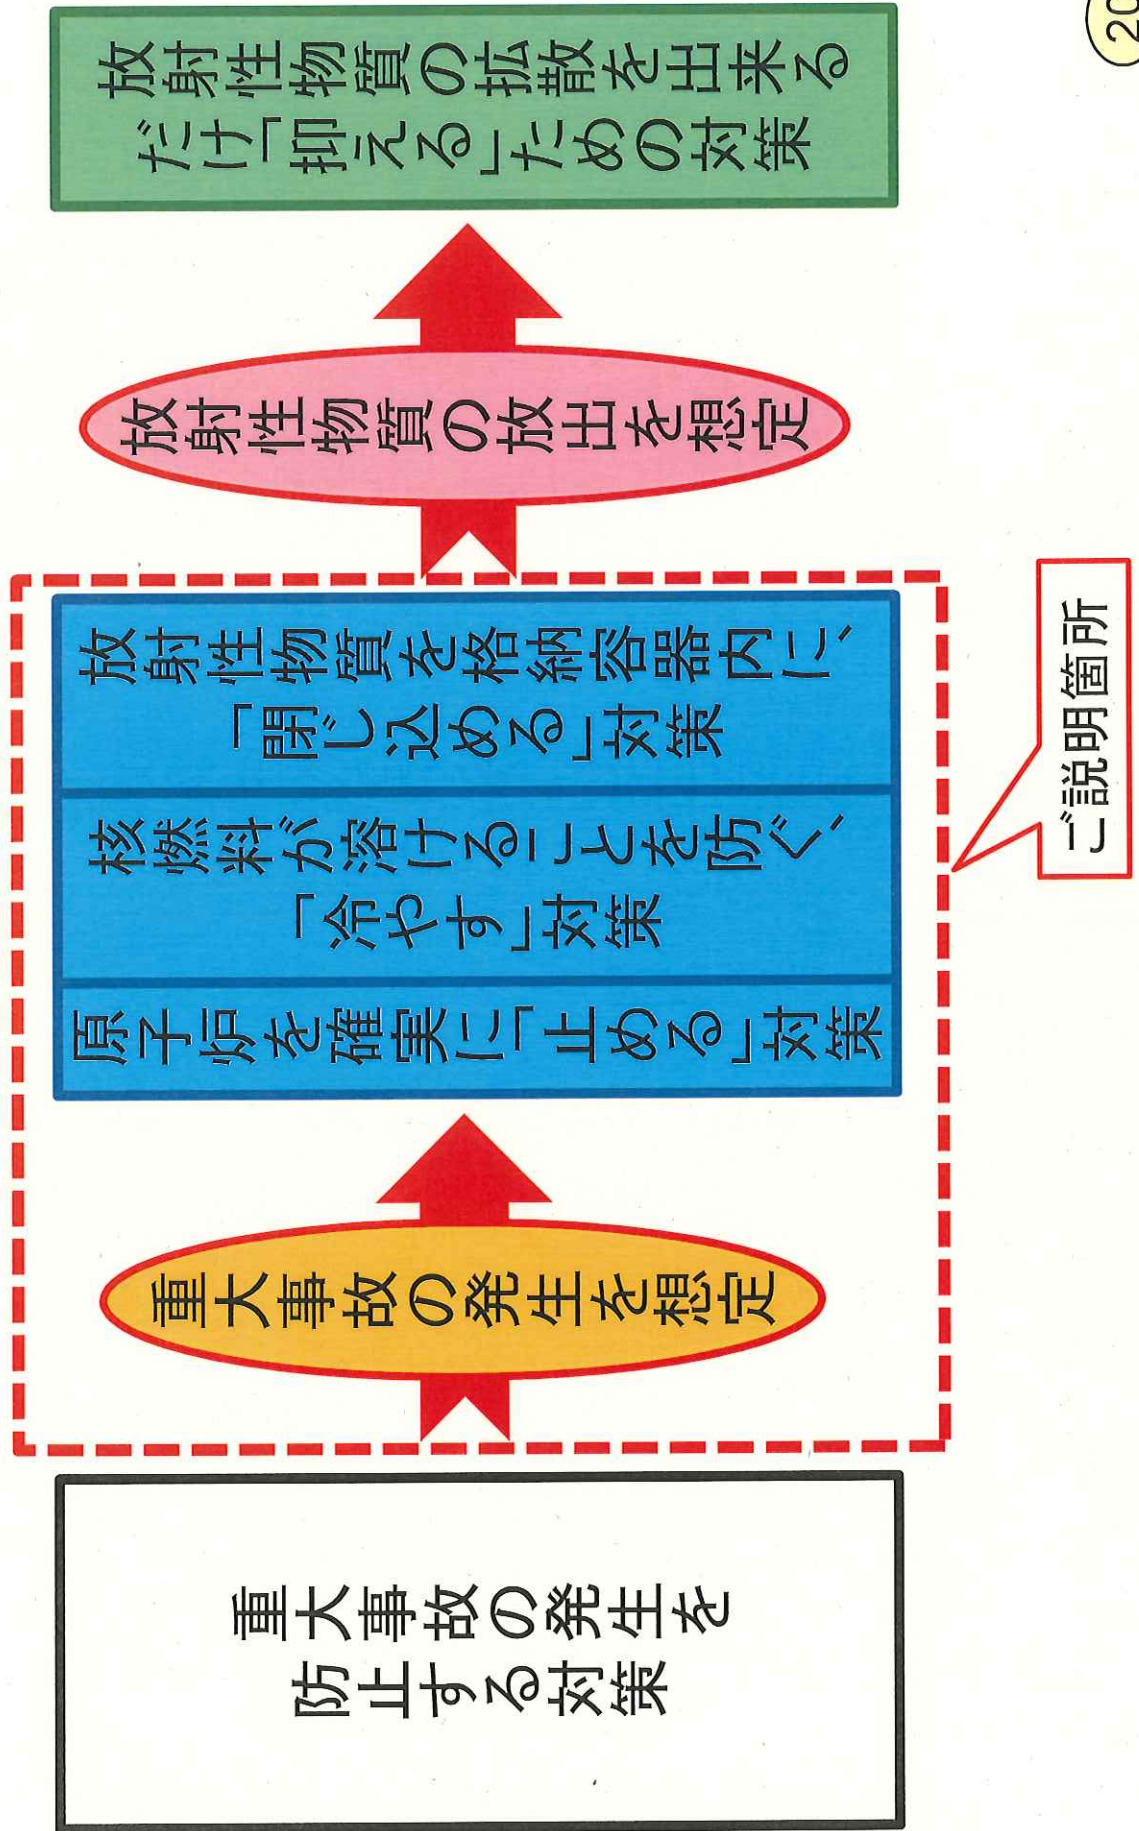 20
放射性物質の拡散を出来る
だけ「抑える」ための対策
放射性物質の放出を想定
放射性物質を格納容器内に、
「閉じ込める」対策
核燃料が溶けることを防ぐ、
「冷やす」対策
原子炉を確実に「止める」対策
ご説明箇所
重大事故の発生を想定
重大事故の発生を
防止する対策